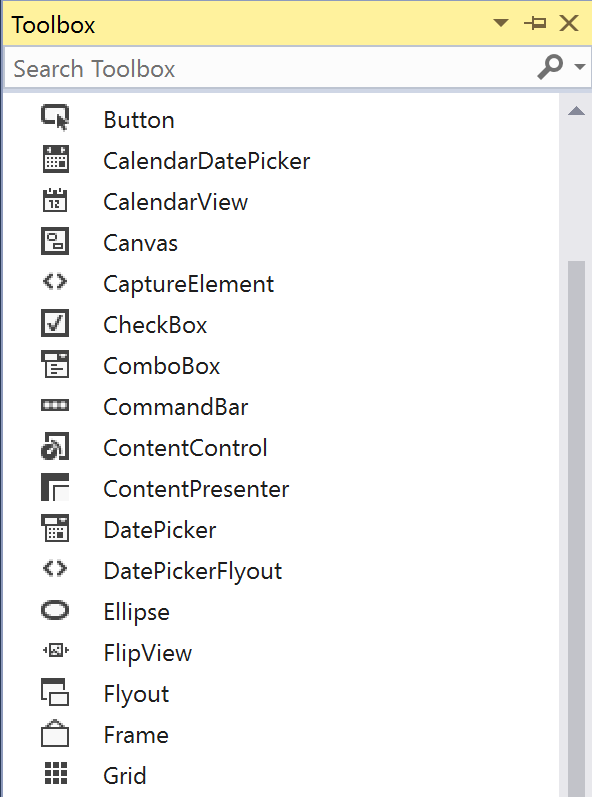 Toolbox
Search Toolbox
Button
CalendarDatePicker
CalendarView
Canvas
CaptureElement
CheckBox
ComboBox
CommandBar
ContentControl
ContentPresenter
DatePicker
DatePickerFlyout
Ellipse
FlipView
Flyout
Frame
Grid